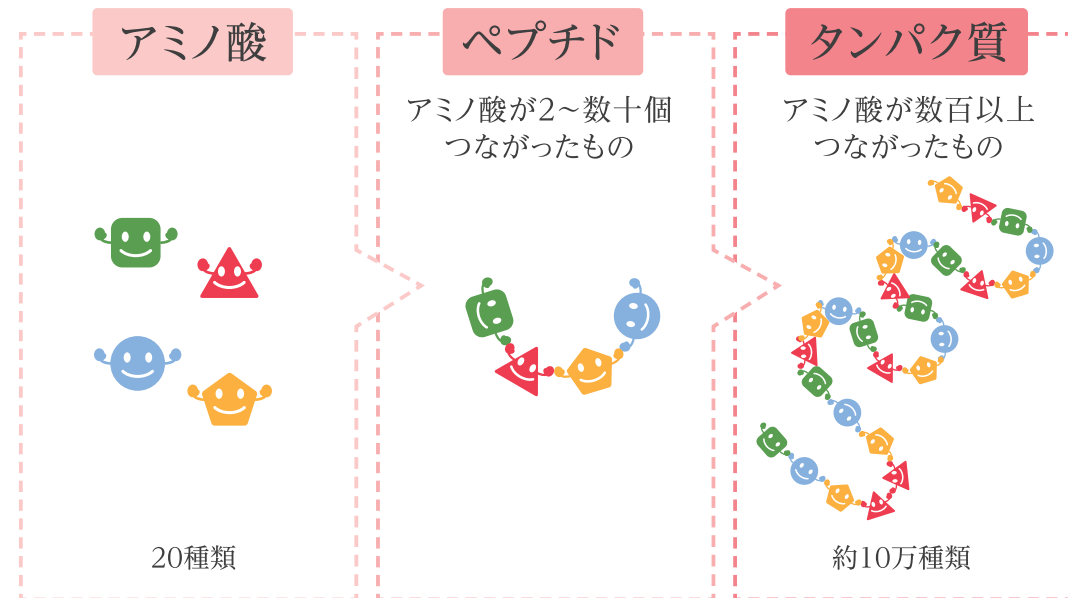 アミノ酸
ペプチド
アミノ酸が2〜数十個
つながったもの
タンパク質
アミノ酸が数百以上
つながったもの
20種類
約10万種類